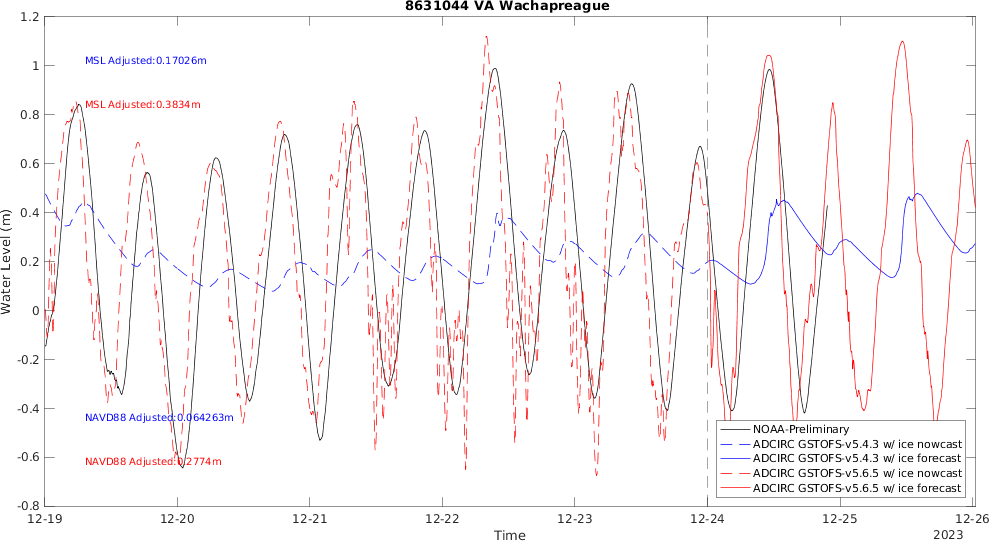 8631044 VA Wachapreague
1.2
1
0.8
0.6
0.4
0.2
0
-0.2
-0.4
-0.6
-0.8
Water Level (m)
MSL Adjusted:0.17026m
MSL Adjusted:0.3834m
NAVD88 Adjusted:0.064263m
NAVD88 Adjusted:0.2774m
NOAA-Preliminary
ADCIRC GSTOFS-v5.4.3 w/ ice nowcast
ADCIRC GSTOFS-v5.4.3 w/ ice forecast
ADCIRC GSTOFS-v5.6.5 w/ ice nowcast
ADCIRC GSTOFS-v5.6.5 w/ ice forecast
12-19 12-20 12-21 12-22 12-23 12-24 12-25 12-26
Time
2023